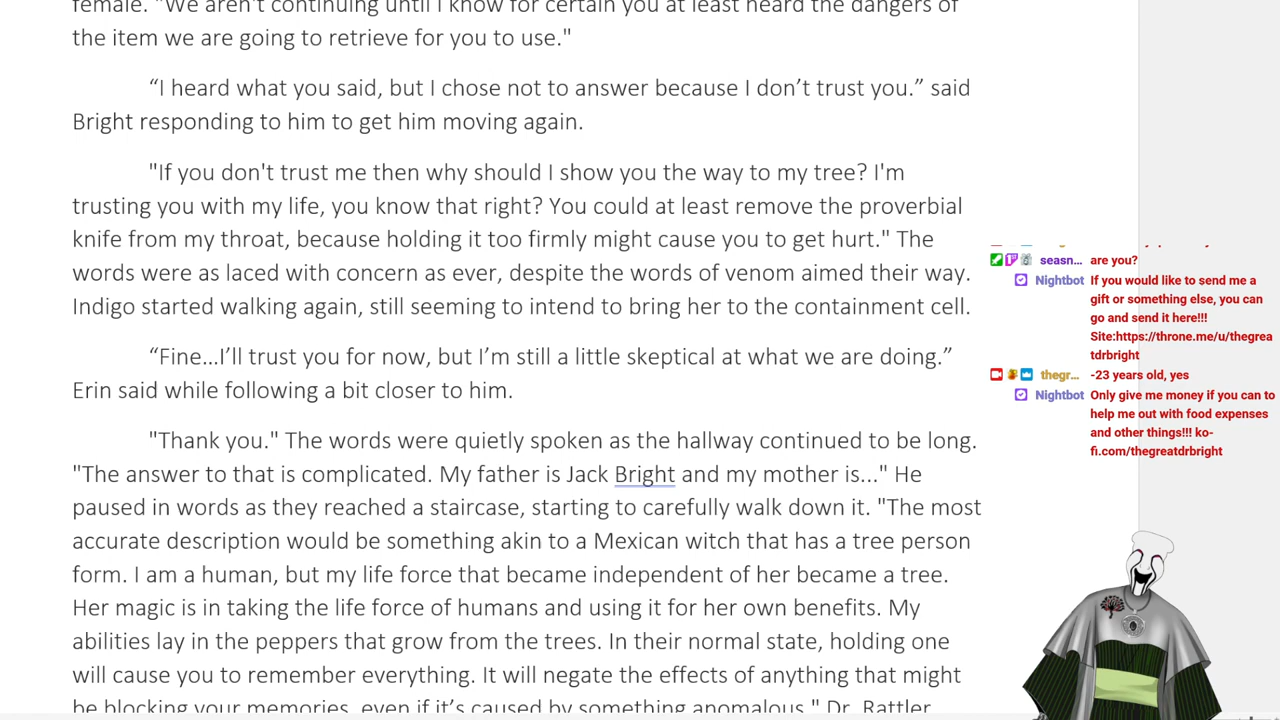 female. "We aren't continuing until I know for certain you at least heard the dangers of
the item we are going to retrieve for you to use."
“I heard what you said, but I chose not to answer because I don’t trust you.” said
Bright responding to him to get him moving again.
"If you don't trust me then why should I show you the way to my tree? I'm
trusting you with my life, you know that right? You could at least remove the proverbial
knife from my throat, because holding it too firmly might cause you to get hurt." The
words were as laced with concern as ever, despite the words of venom aimed their way.
Indigo started walking again, still seeming to intend to bring her to the containment cell.
“Fine...I’ll trust you for now, but I’m still a little skeptical at what we are doing.”
Erin said while following a bit closer to him.
"Thank you." The words were quietly spoken as the hallway continued to be long.
"The answer to that is complicated. My father is Jack Bright and my mother is..." He
paused in words as they reached a staircase, starting to carefully walk down it. "The most
accurate description would be something akin to a Mexican witch that has a tree person
form. I am a human, but my life force that became independent of her became a tree.
Her magic is in taking the life force of humans and using it for her own benefits. My
abilities lay in the peppers that grow from the trees. In their normal state, holding one
will cause you to remember everything. It will negate the effects of anything that might
be blocking your memories, even if it’s caused by something anomalous." Dr. Rattler
seasn... are you?
Nightbot If you would like to send me a
gift or something else, you can
go and send it here!!!
Site:https://throne.me/u/thegrea
tdrbright
thegr... -23 years old, yes
Nightbot Only give me money if you can to
help me out with food expenses
and other things!!! ko-
fi.com/thegreatdrbright